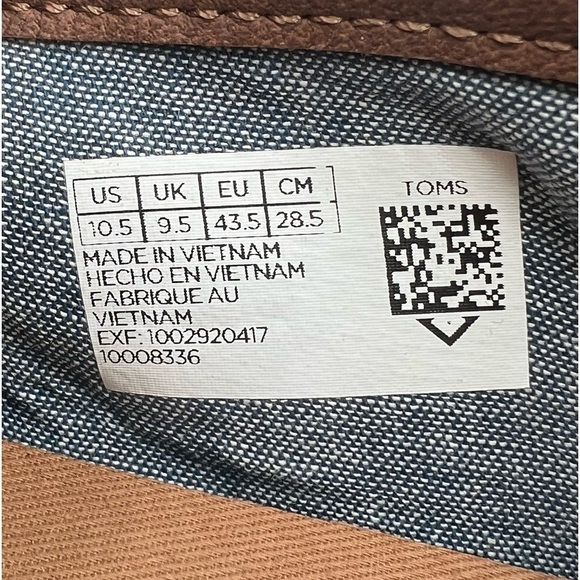 US UK EU CM
10.5 9.5 43.5 28.5
MADE IN VIETNAM
HECHO EN VIETNAM
FABRIQUE AU
VIETNAM
EXF: 1002920417
10008336
TOMS